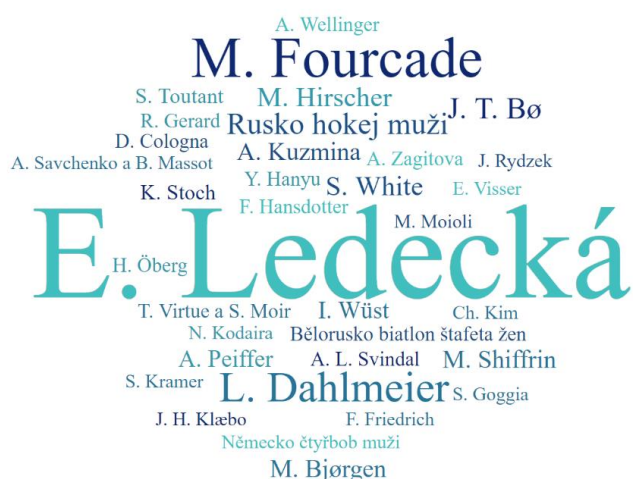 A. Wellinger
M. Fourcade
S. Toutant M. Hirscher
J. T. Bø
R. Gerard Rusko hokej muži
D. Cologna A. Kuzmina
A. Savchenko a B. Massot A. Zagitova J. Rydzek
K. Stoch Y. Hanyu S. White E. Visser
F. Hansdotter
M. Moioli
E. Ledecká
H. Öberg
T. Virtue a S. Moir I. Wüst Ch. Kim
N. Kodaira Bělorusko biatlon štafeta žen
A. Peiffer A. L. Svindal M. Shiffrin
S. Kramer L. Dahlmeier S. Goggia
J. H. Klæbo F. Friedrich
Německo čtyřbob muži
M. Bjørgen